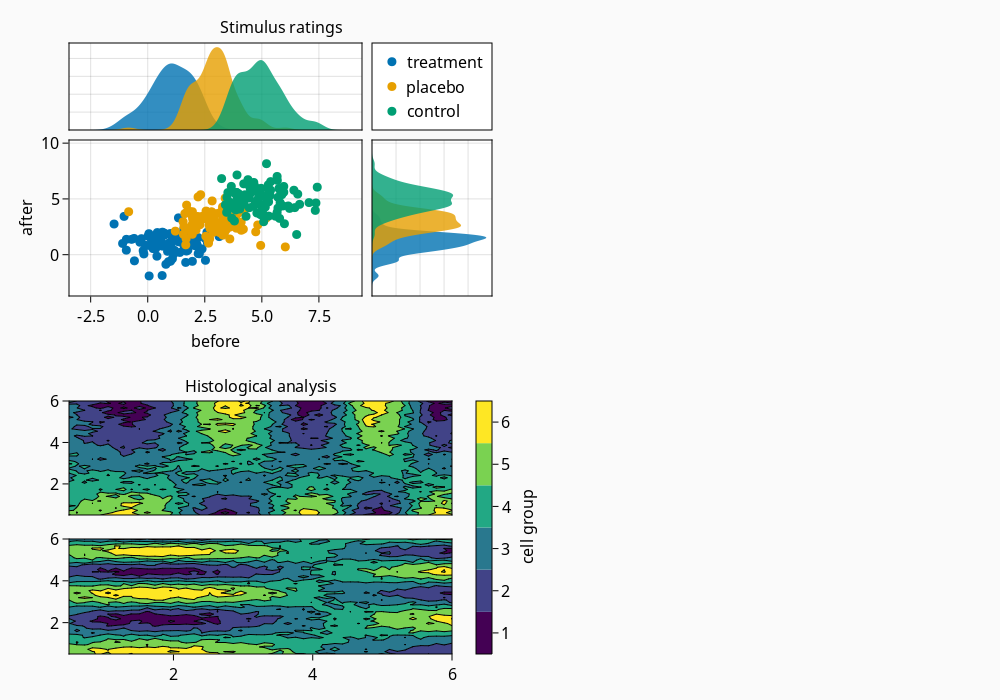 Stimulus ratings
treatment
placebo
control
10
5
0
after
-2.5 0.0 2.5 5.0 7.5
before
Histological analysis
6
4
2
6
4
2
2 4 6
6
5
4
3
2
1
cell group